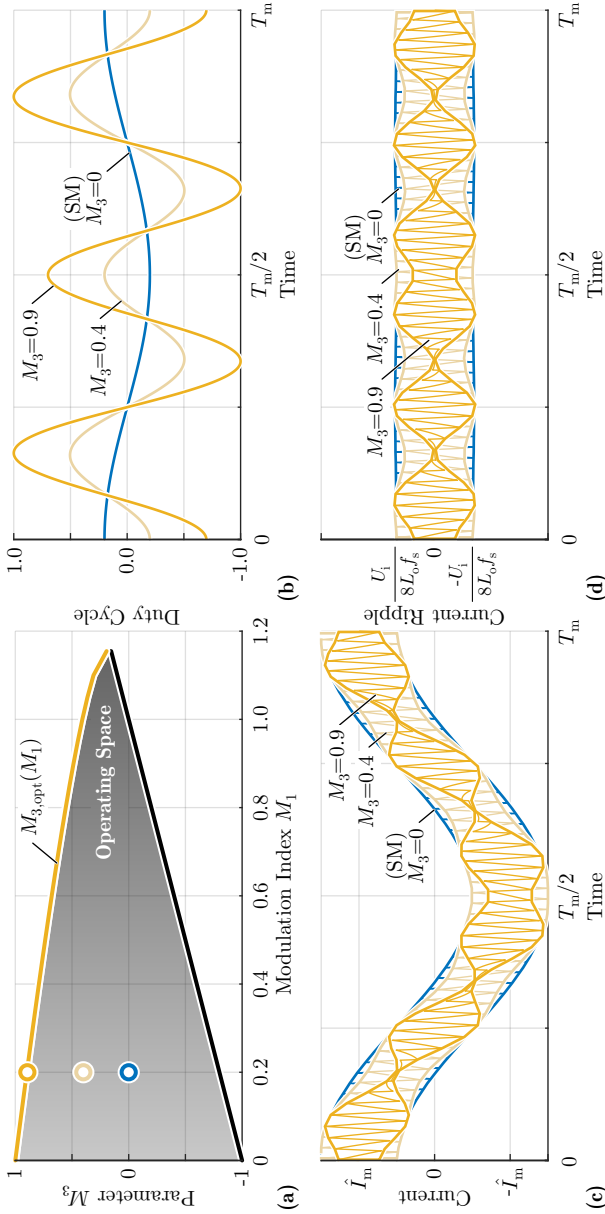 1
0
-1
Parameter M₃
M₃,opt(M₁)
Operating Space
0
0.2
0.4
0.6
0.8
1.0
1.2
Modulation Index M₁
(a)
1.0
0.0
-1.0
Duty Cycle
M₃=0.9
M₃=0.4
(SM)
M₃=0
0
Tₘ/2
Tₘ
Time
(b)
Îₘ
0
-Îₘ
Current
(SM)
M₃=0
M₃=0.4
M₃=0.9
0
Tₘ/2
Tₘ
Time
(c)
Uᵢ
8Lₒfₛ
0
-Uᵢ
8Lₒfₛ
Current Ripple
M₃=0.9
M₃=0.4
(SM)
M₃=0
0
Tₘ/2
Tₘ
Time
(d)